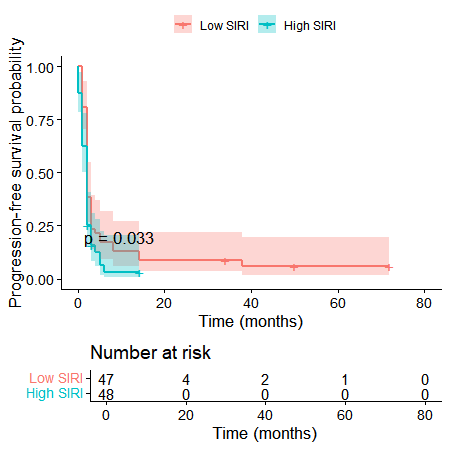 Low SIRI High SIRI
Progression-free survival probability
1.00
0.75
0.50
0.25
0.00
p = 0.033
0 20 40 60 80
Time (months)
Number at risk
Low SIRI 47 4 2 1 0
High SIRI 48 0 0 0 0
0 20 40 60 80
Time (months)